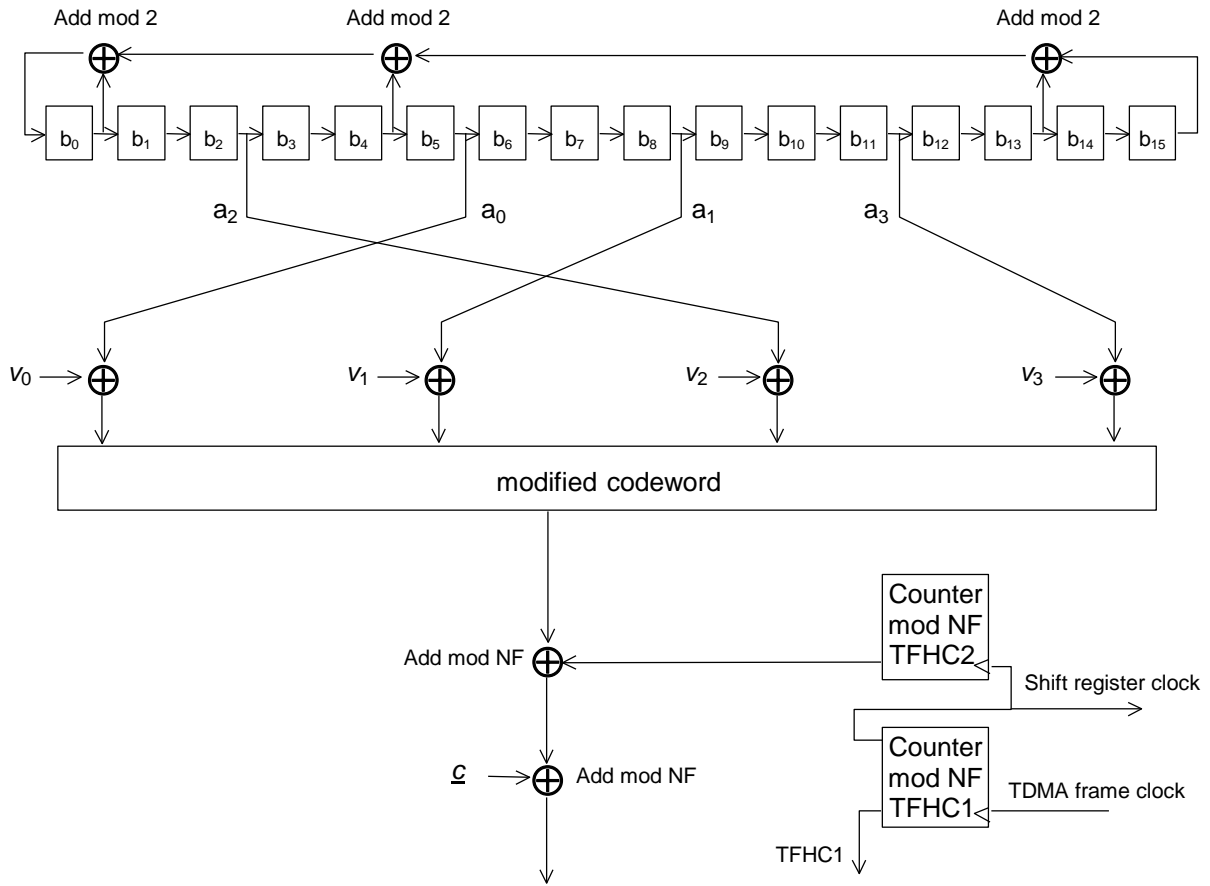 Add mod 2 Add mod 2 Add mod 2
b₀ b₁ b₂ b₃ b₄ b₅ b₆ b₇ b₈ b₉ b₁₀ b₁₁ b₁₂ b₁₃ b₁₄ b₁₅
a₂ a₀ a₁ a₃
v₀ v₁ v₂ v₃
modified codeword
Counter
mod NF
TFHC2
Add mod NF
Shift register clock
Counter
mod NF
TFHC1
c Add mod NF
TDMA frame clock
TFHC1